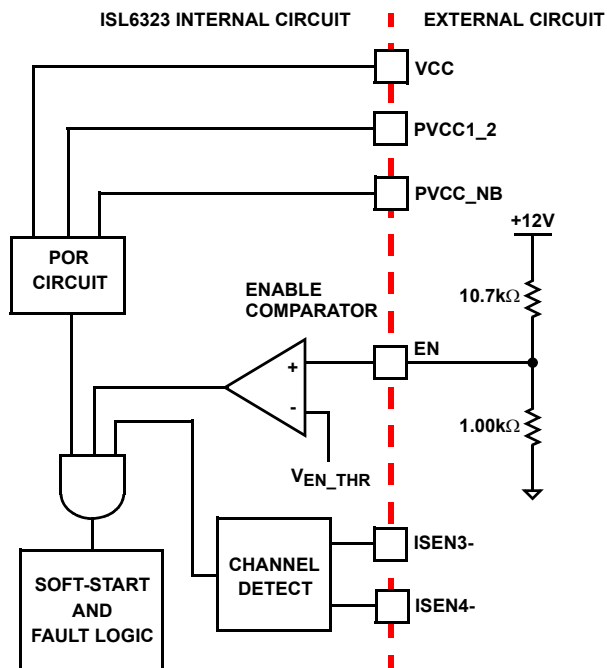 ISL6323 INTERNAL CIRCUIT
EXTERNAL CIRCUIT
VCC
PVCC1_2
PVCC_NB
+12V
POR
CIRCUIT
ENABLE
COMPARATOR
10.7kΩ
EN
+
-
1.00kΩ
VEN_THR
ISEN3-
CHANNEL
DETECT
ISEN4-
SOFT-START
AND
FAULT LOGIC